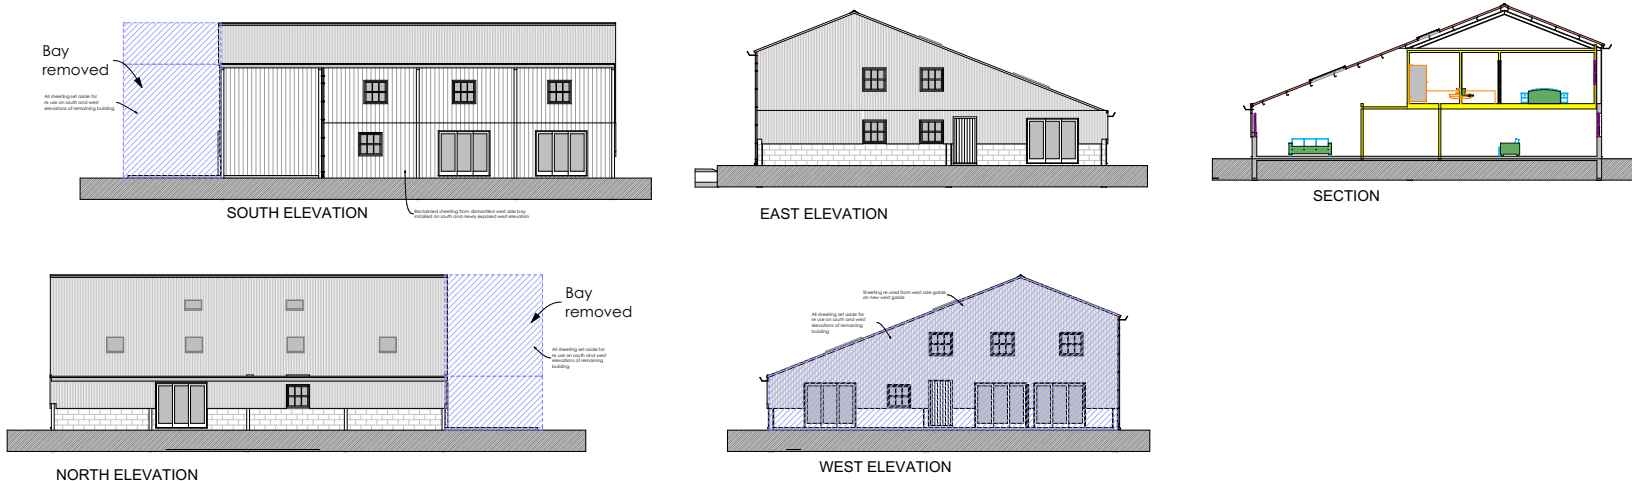 Bay
removed
All sheeting set aside for
re use on south and west
elevations of remaining building
SOUTH ELEVATION
Reclaimed sheeting from dismantled west side bay
installed on south and newly exposed west elevation
EAST ELEVATION
SECTION
Bay
removed
All sheeting set aside for
re use on south and west
elevations of remaining
building
NORTH ELEVATION
Sheeting re used from west side gable
on new west gable
All sheeting set aside for
re use on south and west
elevations of remaining
building
WEST ELEVATION